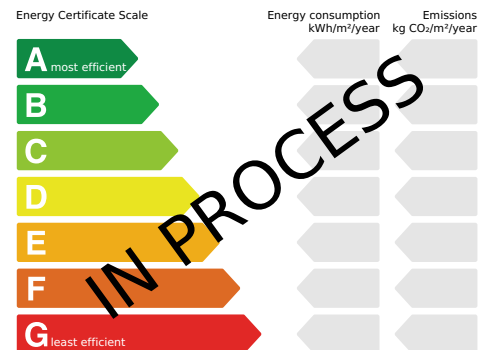 Energy Certificate Scale
Energy consumption
kWh/m²/year
Emissions
kg CO₂/m²/year
A most efficient
B
C
D
E
F
G least efficient
IN PROCESS